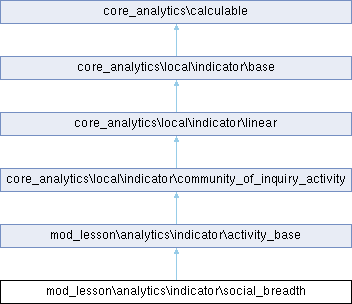 core_analytics\calculable
core_analytics\local\indicator\base
core_analytics\local\indicator\linear
core_analytics\local\indicator\community_of_inquiry_activity
mod_lesson\analytics\indicator\activity_base
mod_lesson\analytics\indicator\social_breadth